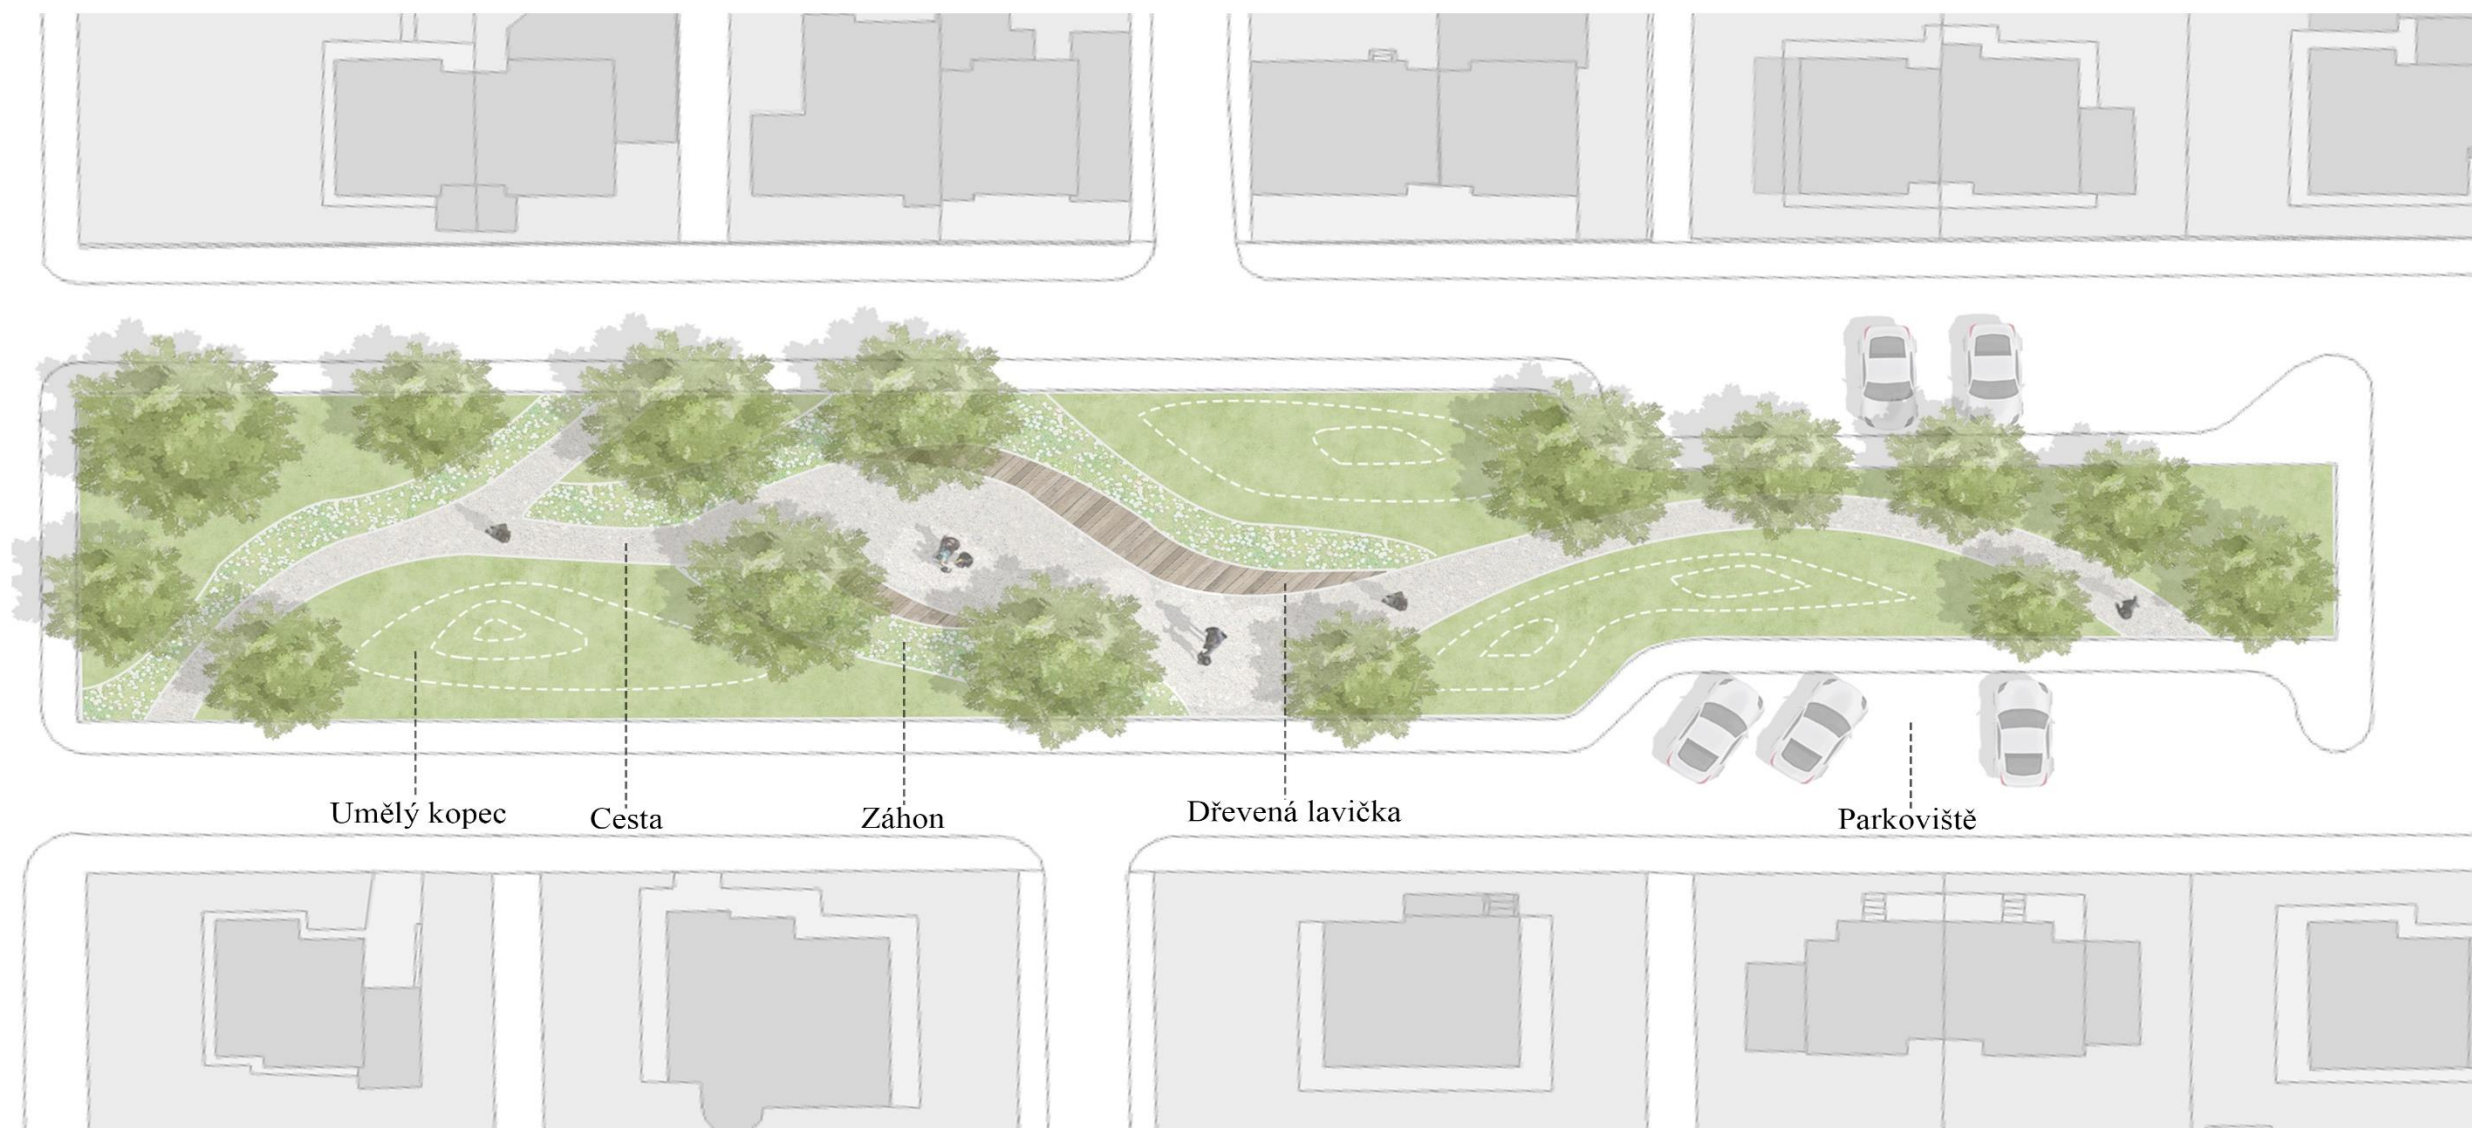 Umělý kopec
Cesta
Záhon
Dřevená lavička
Parkoviště